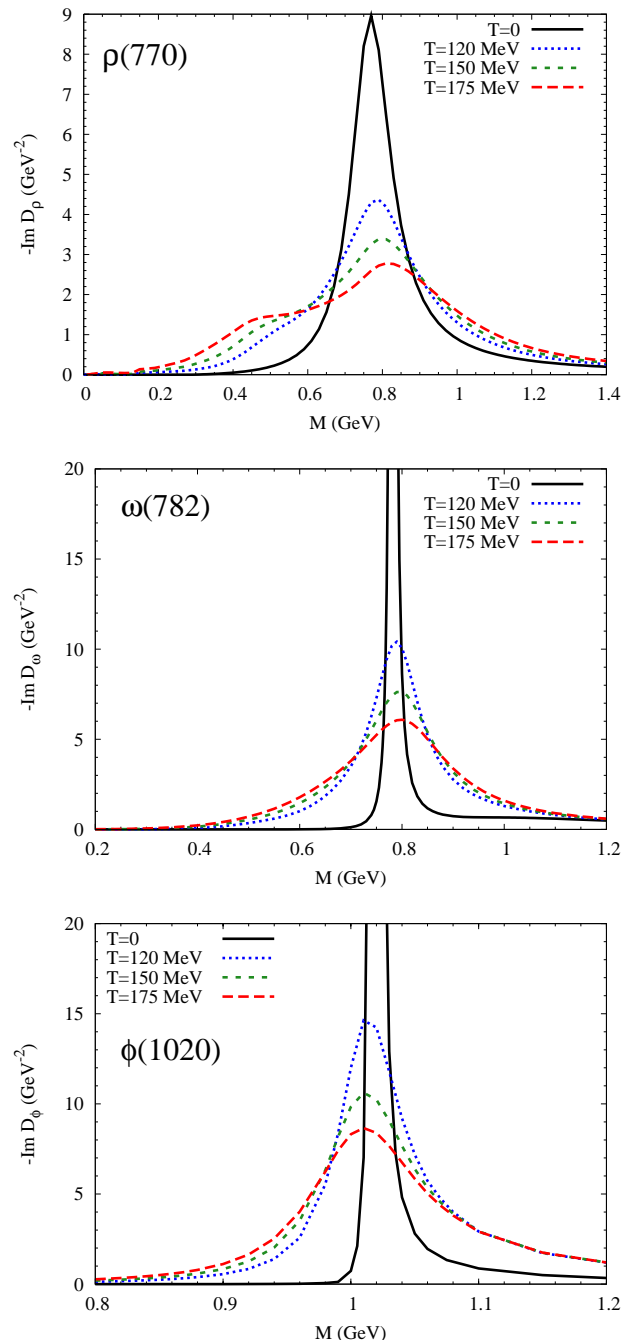 ρ(770)
T=0
T=120 MeV
T=150 MeV
T=175 MeV
-Im D_ρ (GeV⁻²)
9
8
7
6
5
4
3
2
1
0
0 0.2 0.4 0.6 0.8 1 1.2 1.4
M (GeV)
ω(782)
T=0
T=120 MeV
T=150 MeV
T=175 MeV
-Im D_ω (GeV⁻²)
20
15
10
5
0
0.2 0.4 0.6 0.8 1 1.2
M (GeV)
T=0
T=120 MeV
T=150 MeV
T=175 MeV
ϕ(1020)
-Im D_ϕ (GeV⁻²)
20
15
10
5
0
0.8 0.9 1 1.1 1.2
M (GeV)